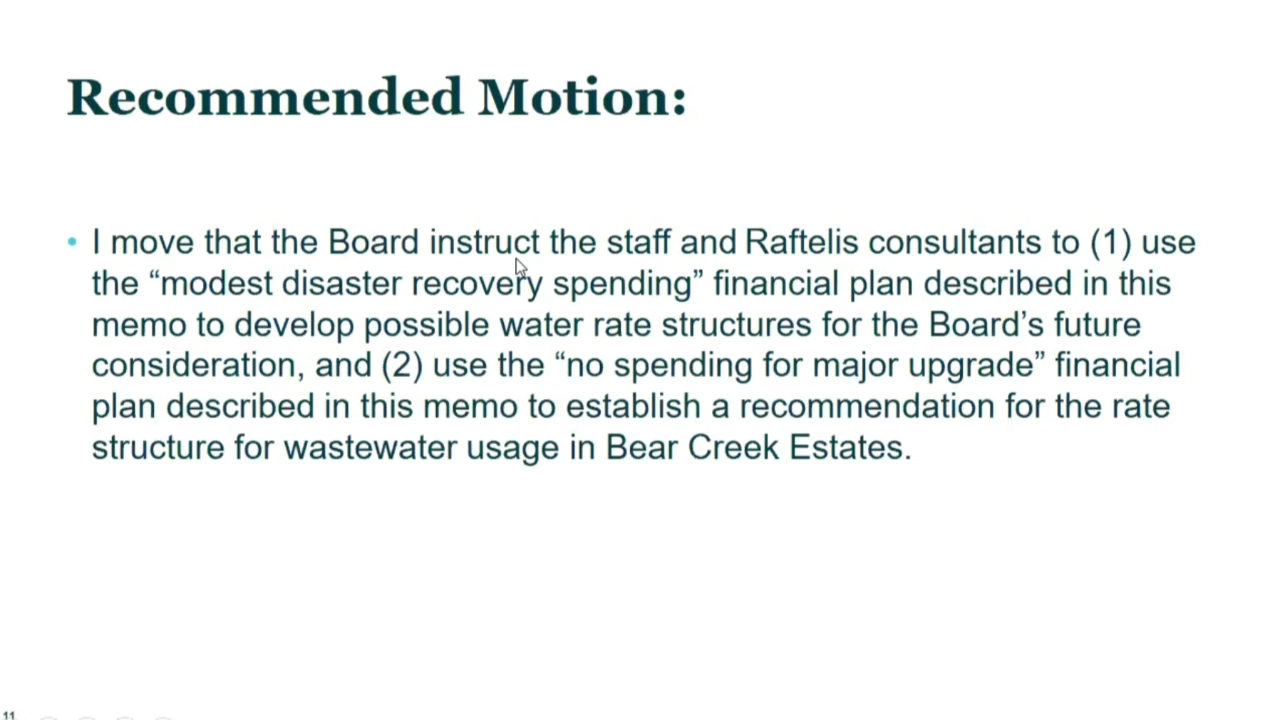 Recommended Motion:
• I move that the Board instruct the staff and Raftelis consultants to (1) use
the “modest disaster recovery spending” financial plan described in this
memo to develop possible water rate structures for the Board’s future
consideration, and (2) use the “no spending for major upgrade” financial
plan described in this memo to establish a recommendation for the rate
structure for wastewater usage in Bear Creek Estates.
11